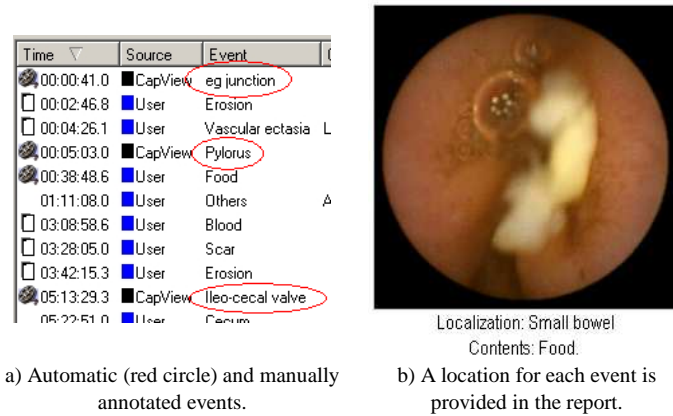 Time Source Event
00:00:41.0 CapView eg junction
00:02:46.8 User Erosion
00:04:26.1 User Vascular ectasia L
00:05:03.0 CapView Pylorus
00:38:48.6 User Food
01:11:08.0 User Others A
03:08:58.6 User Blood
03:28:05.0 User Scar
03:42:15.3 User Erosion
05:13:29.3 CapView Ileo-cecal valve
05:22:51.0 User Cecum
Localization: Small bowel
Contents: Food.
a) Automatic (red circle) and manually
annotated events.
b) A location for each event is
provided in the report.